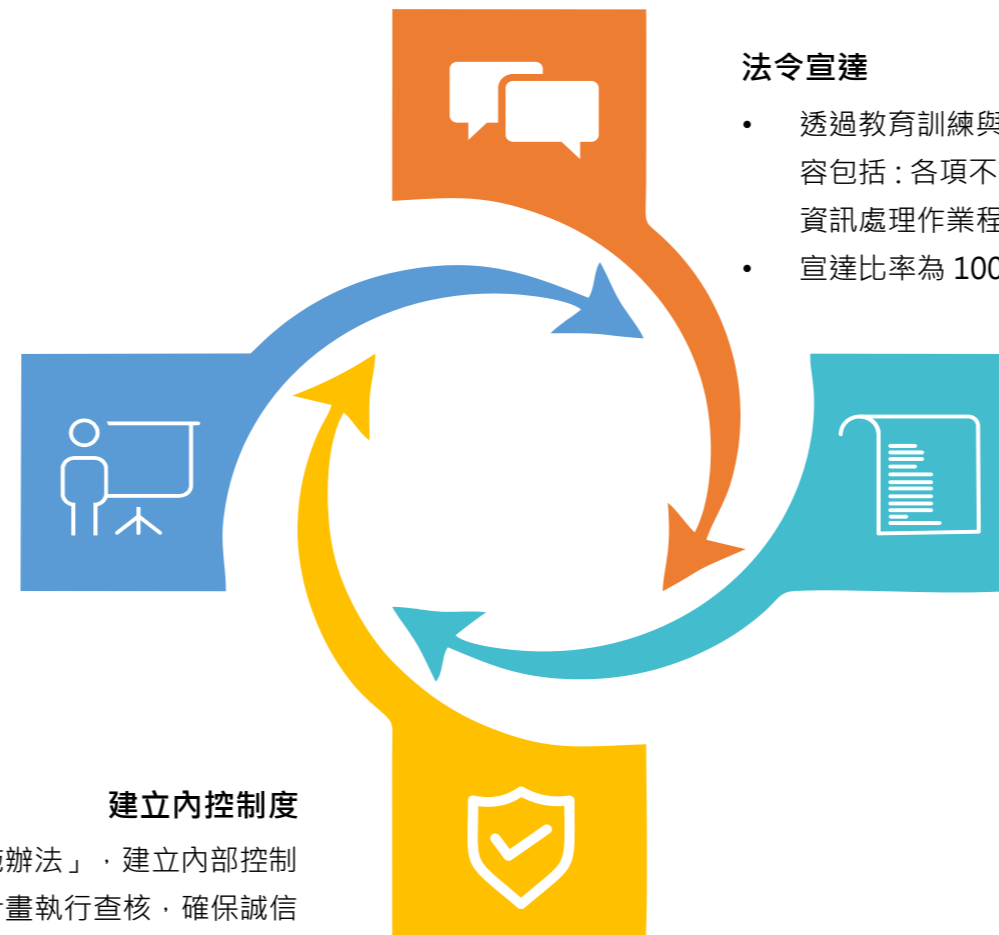 法令宣達
• 透過教育訓練與
容包括：各項不
資訊處理作業程
• 宣達比率為 100
建立內控制度
施辦法」，建立內部控制
計畫執行查核，確保誠信